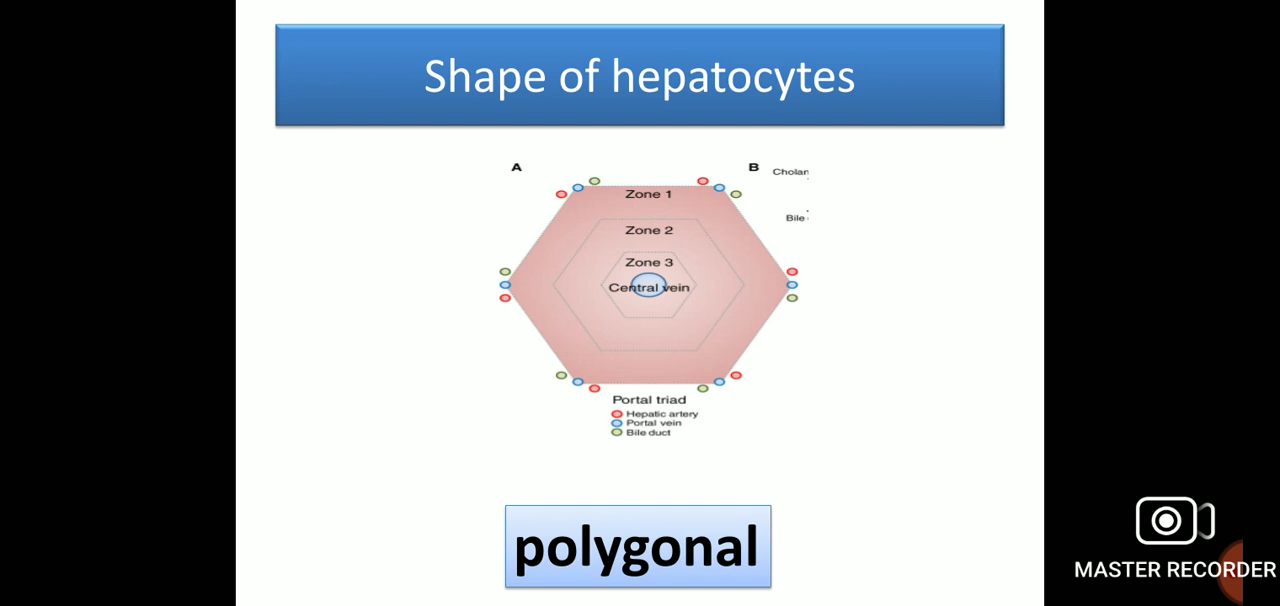 Shape of hepatocytes
A
B
Cholan
Zone 1
Bile
Zone 2
Zone 3
Central vein
Portal triad
Hepatic artery
Portal vein
Bile duct
polygonal
MASTER RECORDER